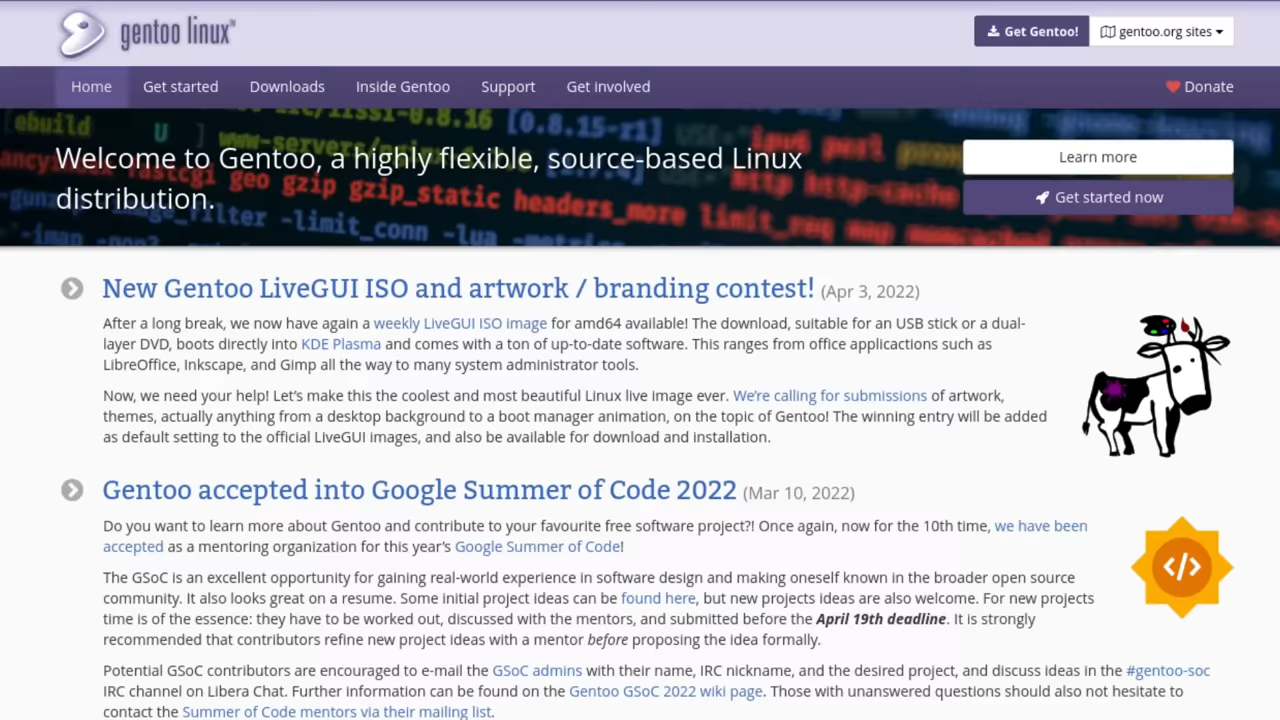 gentoo linux™
Get Gentoo!
gentoo.org sites
Home
Get started
Downloads
Inside Gentoo
Support
Get involved
Donate
[ebuild U ]
[0.8.15-r1]
Welcome to Gentoo, a highly flexible, source-based Linux
distribution.
Learn more
Get started now
fastcgi geo gzip gzip_static headers_more limit_req map memcached
-limit_conn -lua
New Gentoo LiveGUI ISO and artwork / branding contest! (Apr 3, 2022)
After a long break, we now have again a weekly LiveGUI ISO image for amd64 available! The download, suitable for an USB stick or a dual-
layer DVD, boots directly into KDE Plasma and comes with a ton of up-to-date software. This ranges from office applicactions such as
LibreOffice, Inkscape, and Gimp all the way to many system administrator tools.
Now, we need your help! Let's make this the coolest and most beautiful Linux live image ever. We're calling for submissions of artwork,
themes, actually anything from a desktop background to a boot manager animation, on the topic of Gentoo! The winning entry will be added
as default setting to the official LiveGUI images, and also be available for download and installation.
Gentoo accepted into Google Summer of Code 2022 (Mar 10, 2022)
Do you want to learn more about Gentoo and contribute to your favourite free software project?! Once again, now for the 10th time, we have been
accepted as a mentoring organization for this year's Google Summer of Code!
</>
The GSoC is an excellent opportunity for gaining real-world experience in software design and making oneself known in the broader open source
community. It also looks great on a resume. Some initial project ideas can be found here, but new projects ideas are also welcome. For new projects
time is of the essence: they have to be worked out, discussed with the mentors, and submitted before the April 19th deadline. It is strongly
recommended that contributors refine new project ideas with a mentor before proposing the idea formally.
Potential GSoC contributors are encouraged to e-mail the GSoC admins with their name, IRC nickname, and the desired project, and discuss ideas in the #gentoo-soc
IRC channel on Libera Chat. Further information can be found on the Gentoo GSoC 2022 wiki page. Those with unanswered questions should also not hesitate to
contact the Summer of Code mentors via their mailing list.